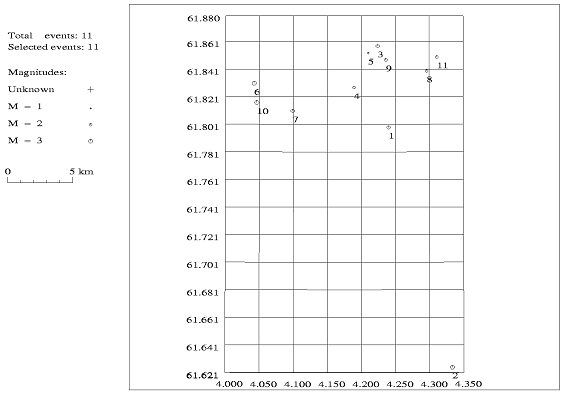 Total events: 11
Selected events: 11
Magnitudes:
Unknown +
M = 1
M = 2
M = 3
0 5 km
61.880
61.861
61.841
61.821
61.801
61.781
61.761
61.741
61.721
61.701
61.681
61.661
61.641
61.621
4.000 4.050 4.100 4.150 4.200 4.250 4.300 4.350
3
5
9
11
8
6
4
10
7
1
2